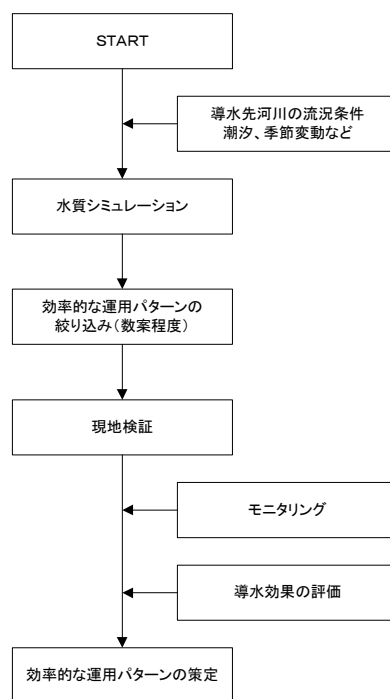 START
導水先河川の流況条件
潮汐、季節変動など
水質シミュレーション
効率的な運用パターンの
絞り込み(数案程度)
現地検証
モニタリング
導水効果の評価
効率的な運用パターンの策定